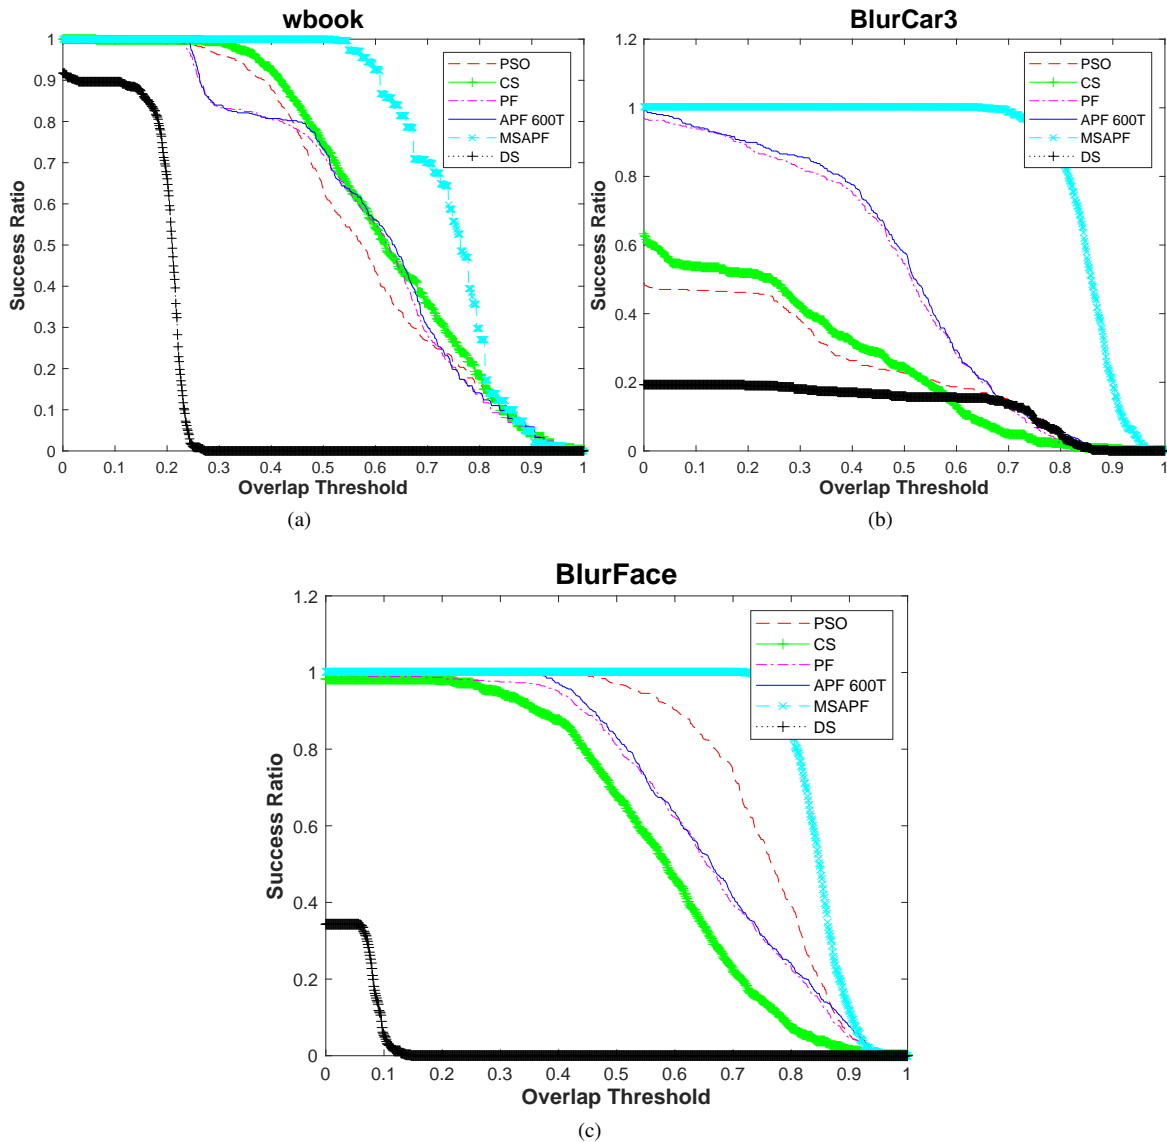 wbook
1
0.9
0.8
0.7
0.6
0.5
0.4
0.3
0.2
0.1
0
Success Ratio
0 0.1 0.2 0.3 0.4 0.5 0.6 0.7 0.8 0.9 1
Overlap Threshold
PSO
CS
PF
APF 600T
MSAPF
DS
(a)
BlurCar3
1.2
1
0.8
0.6
0.4
0.2
0
Success Ratio
0 0.1 0.2 0.3 0.4 0.5 0.6 0.7 0.8 0.9 1
Overlap Threshold
PSO
CS
PF
APF 600T
MSAPF
DS
(b)
BlurFace
1.2
1
0.8
0.6
0.4
0.2
0
Success Ratio
0 0.1 0.2 0.3 0.4 0.5 0.6 0.7 0.8 0.9 1
Overlap Threshold
PSO
CS
PF
APF 600T
MSAPF
DS
(c)